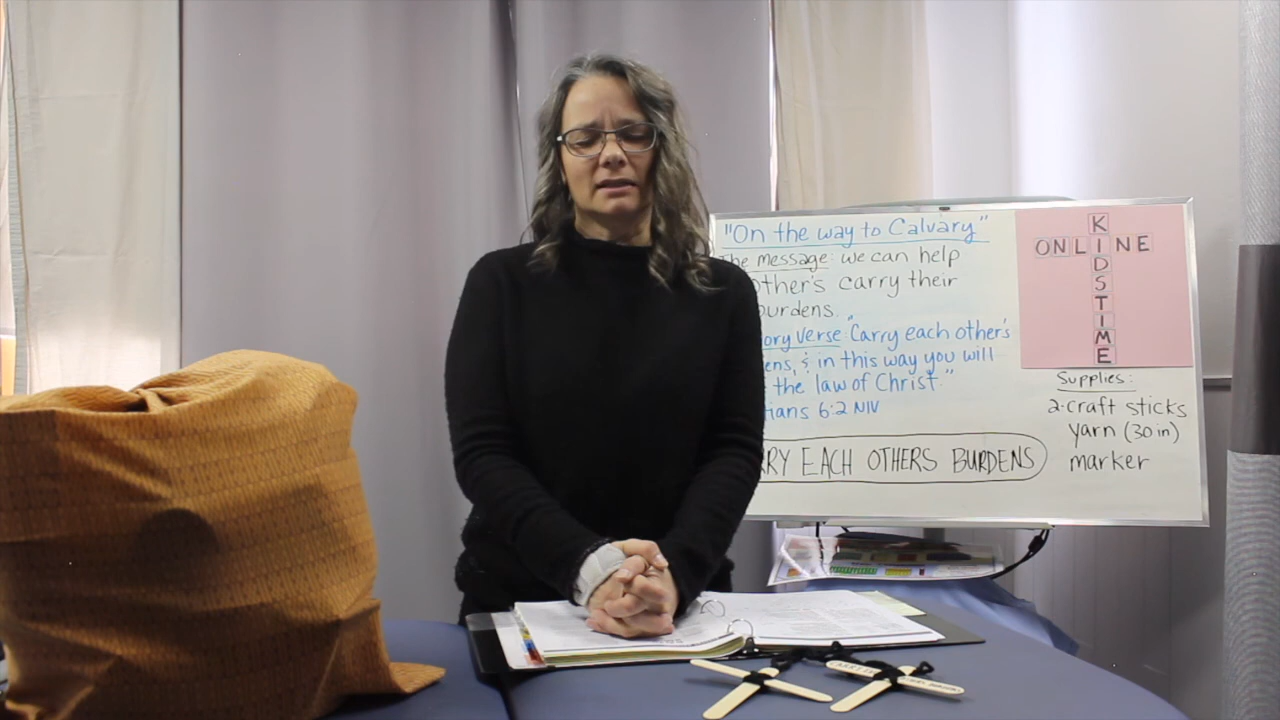 "On the way to Calvary"
The message: we can help
other's carry their
burdens.
ory Verse: "Carry each other's
ens, & in this way you will
the law of Christ."
ians 6:2 NIV
RRY EACH OTHERS BURDENS
ONLINE
KIDSTIME
Supplies:
2-craft sticks
yarn (30 in)
marker